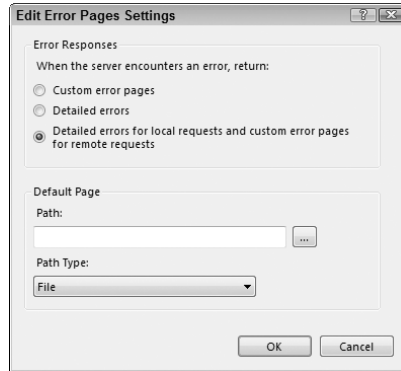 Edit Error Pages Settings
Error Responses
When the server encounters an error, return:
Custom error pages
Detailed errors
Detailed errors for local requests and custom error pages
for remote requests
Default Page
Path:
...
Path Type:
File
OK Cancel